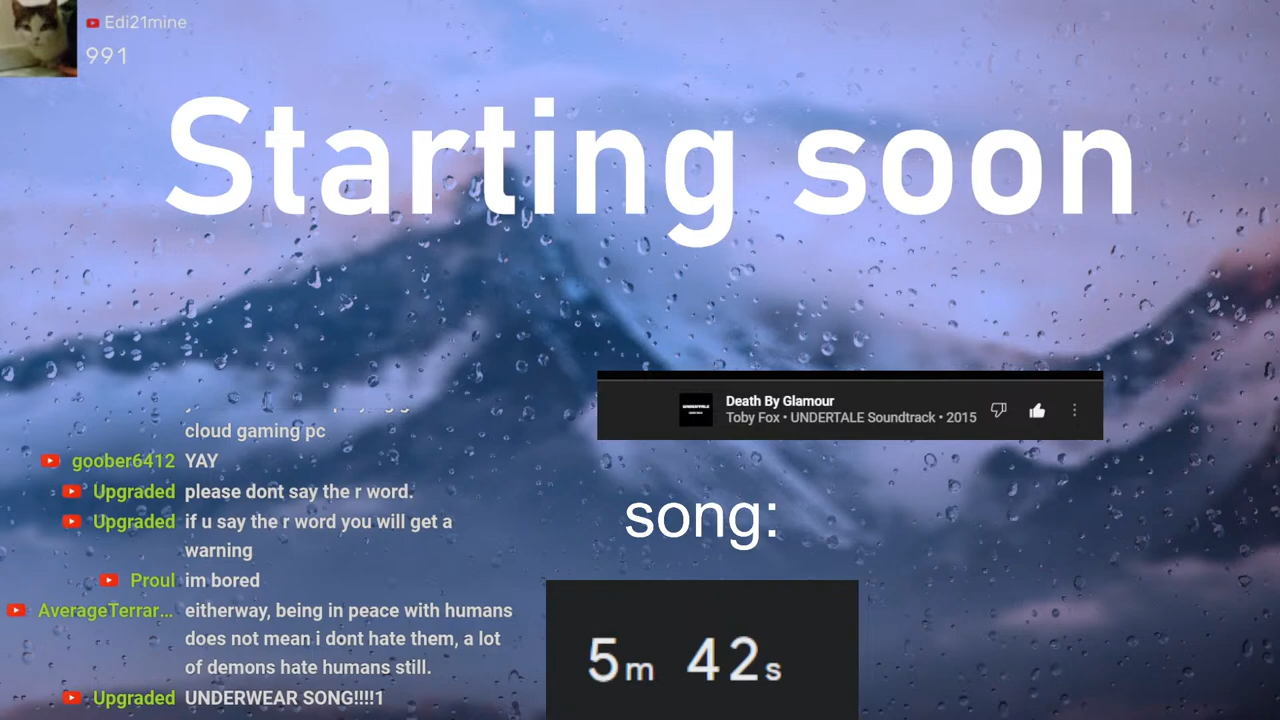 Edi21mine
991
Starting soon
Death By Glamour
Toby Fox • UNDERTALE Soundtrack • 2015
UNDERTALE
cloud gaming pc
goober6412 YAY
Upgraded please dont say the r word.
Upgraded if u say the r word you will get a
warning
Proul im bored
AverageTerrar... eitherway, being in peace with humans
does not mean i dont hate them, a lot
of demons hate humans still.
Upgraded UNDERWEAR SONG!!!!1
song:
5m 42s